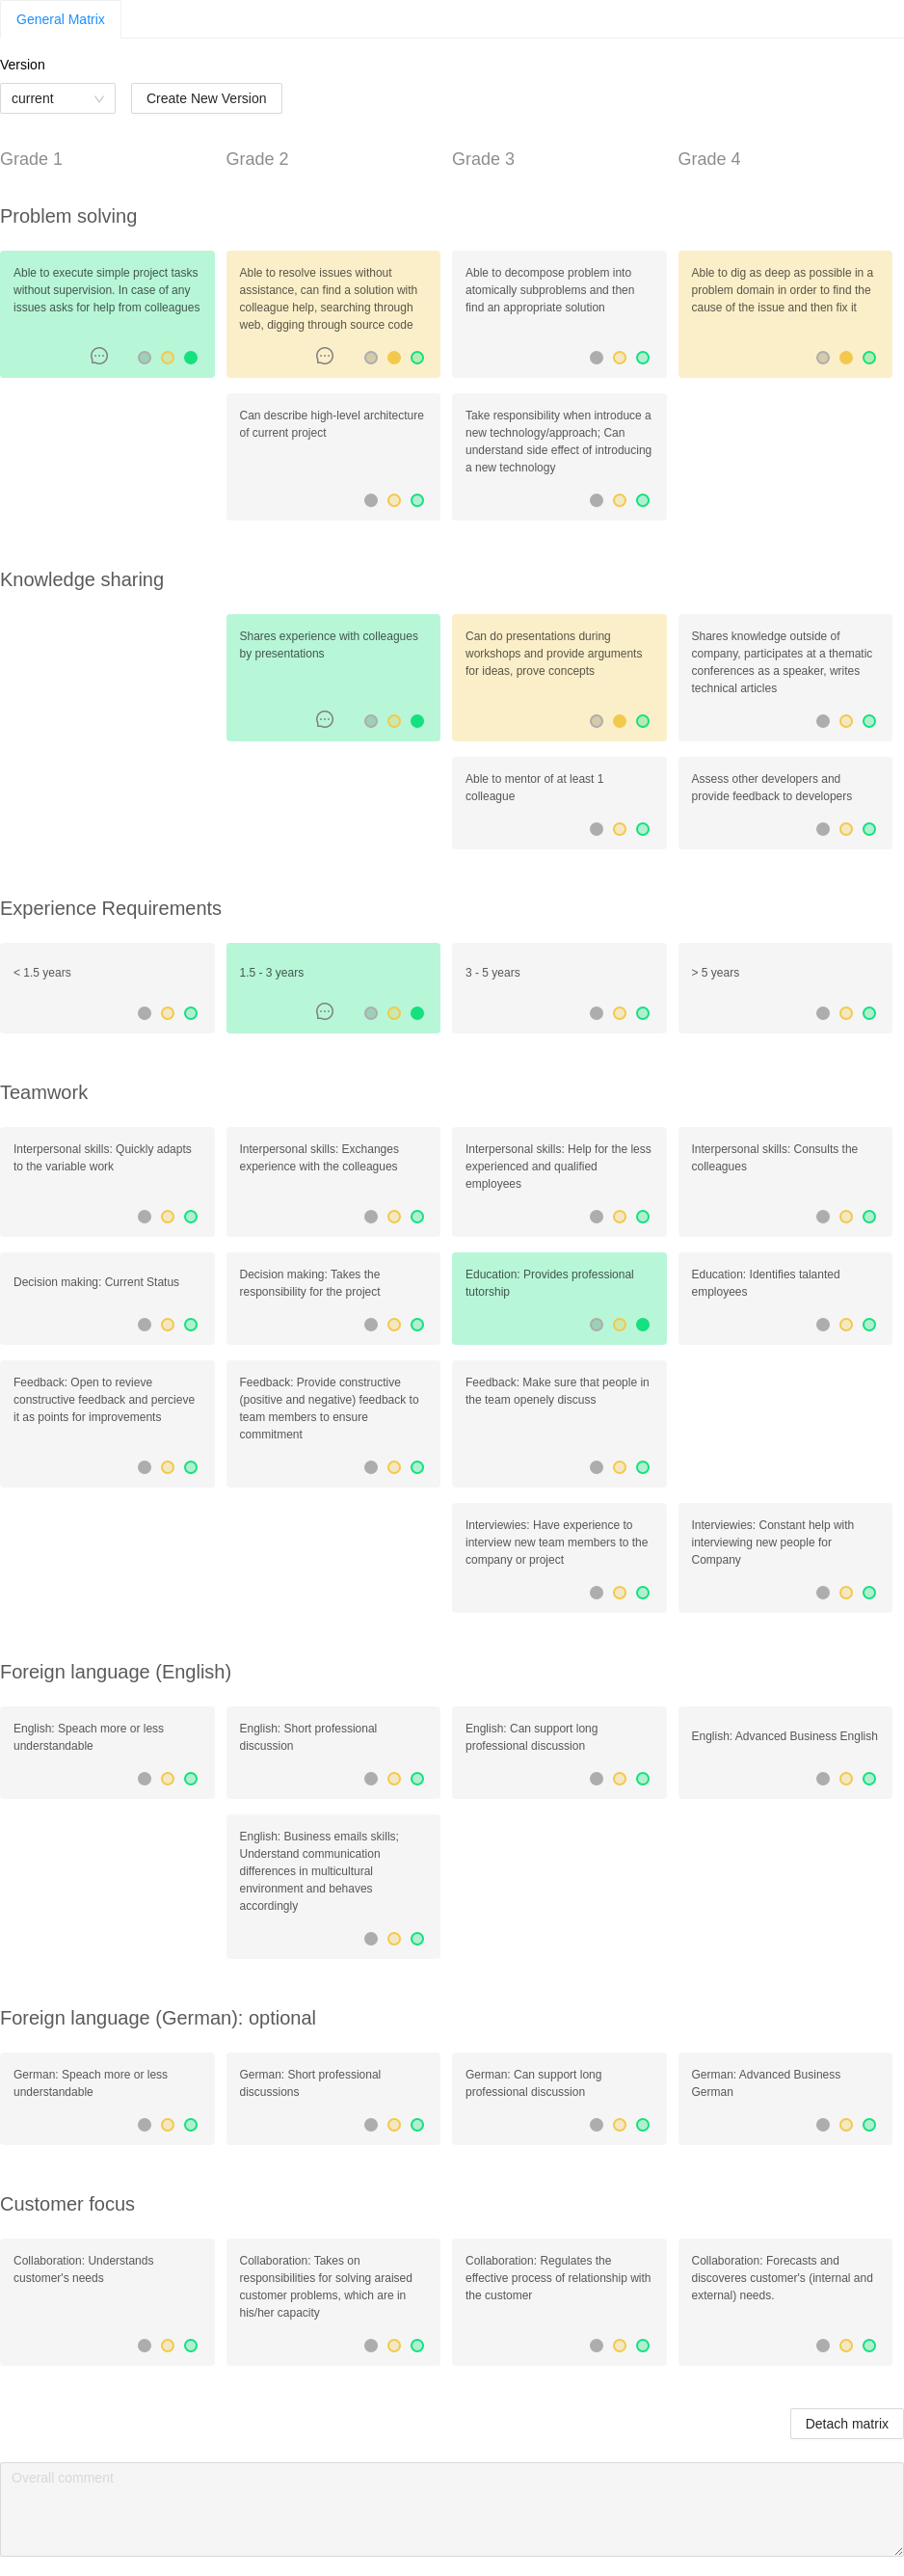 General Matrix
Version
current
Create New Version
Grade 1
Grade 2
Grade 3
Grade 4
Problem solving
Able to execute simple project tasks
without supervision. In case of any
issues asks for help from colleagues
Able to resolve issues without
assistance, can find a solution with
colleague help, searching through
web, digging through source code
Able to decompose problem into
atomically subproblems and then
find an appropriate solution
Able to dig as deep as possible in a
problem domain in order to find the
cause of the issue and then fix it
Can describe high-level architecture
of current project
Take responsibility when introduce a
new technology/approach; Can
understand side effect of introducing
a new technology
Knowledge sharing
Shares experience with colleagues
by presentations
Can do presentations during
workshops and provide arguments
for ideas, prove concepts
Shares knowledge outside of
company, participates at a thematic
conferences as a speaker, writes
technical articles
Able to mentor of at least 1
colleague
Assess other developers and
provide feedback to developers
Experience Requirements
< 1.5 years
1.5 - 3 years
3 - 5 years
> 5 years
Teamwork
Interpersonal skills: Quickly adapts
to the variable work
Interpersonal skills: Exchanges
experience with the colleagues
Interpersonal skills: Help for the less
experienced and qualified
employees
Interpersonal skills: Consults the
colleagues
Decision making: Current Status
Decision making: Takes the
responsibility for the project
Education: Provides professional
tutorship
Education: Identifies talanted
employees
Feedback: Open to revieve
constructive feedback and percieve
it as points for improvements
Feedback: Provide constructive
(positive and negative) feedback to
team members to ensure
commitment
Feedback: Make sure that people in
the team openely discuss
Interviewies: Have experience to
interview new team members to the
company or project
Interviewies: Constant help with
interviewing new people for
Company
Foreign language (English)
English: Speach more or less
understandable
English: Short professional
discussion
English: Can support long
professional discussion
English: Advanced Business English
English: Business emails skills;
Understand communication
differences in multicultural
environment and behaves
accordingly
Foreign language (German): optional
German: Speach more or less
understandable
German: Short professional
discussions
German: Can support long
professional discussion
German: Advanced Business
German
Customer focus
Collaboration: Understands
customer's needs
Collaboration: Takes on
responsibilities for solving araised
customer problems, which are in
his/her capacity
Collaboration: Regulates the
effective process of relationship with
the customer
Collaboration: Forecasts and
discoveres customer's (internal and
external) needs.
Detach matrix
Overall comment